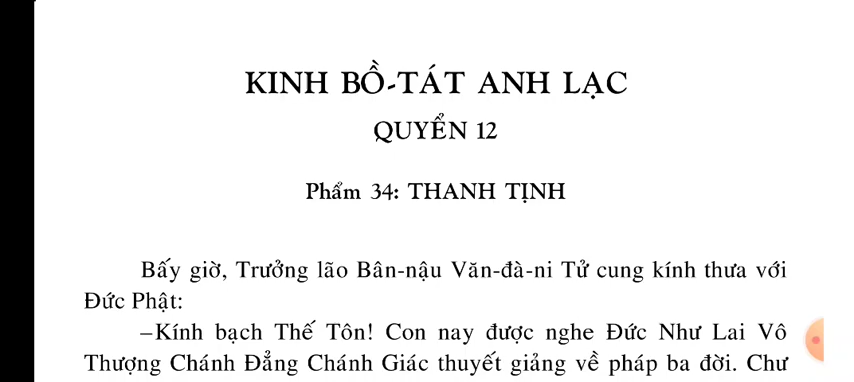 KINH BỒ-TÁT ANH LẠC
QUYỂN 12
Phẩm 34: THANH TỊNH
Bấy giờ, Trưởng lão Bân-nậu Văn-đà-ni Tử cung kính thưa với
Đức Phật:
–Kính bạch Thế Tôn! Con nay được nghe Đức Như Lai Vô
Thượng Chánh Đẳng Chánh Giác thuyết giảng về pháp ba đời. Chư